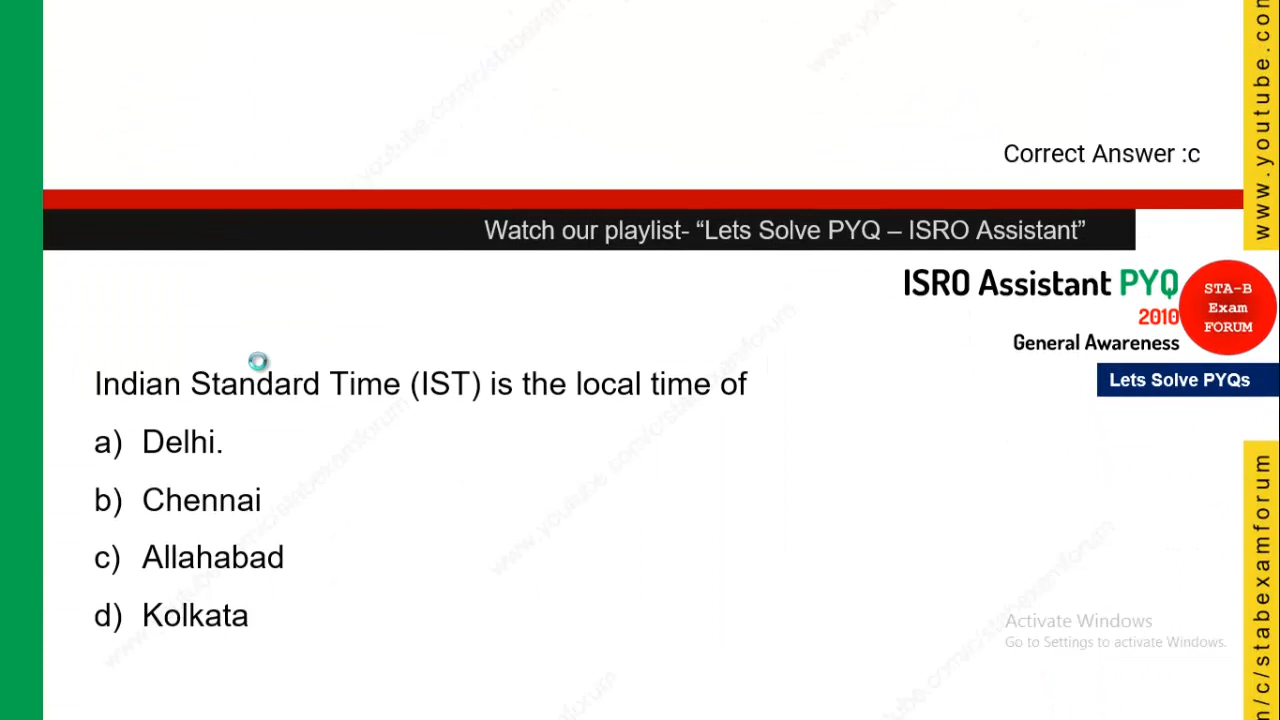 Correct Answer :c
Watch our playlist- “Lets Solve PYQ – ISRO Assistant”
ISRO Assistant PYQ
2010
General Awareness
STA-B
Exam
FORUM
Lets Solve PYQs
Indian Standard Time (IST) is the local time of
a) Delhi.
b) Chennai
c) Allahabad
d) Kolkata
Activate Windows
Go to Settings to activate Windows.
www.youtube.com
m/c/stabexamforum